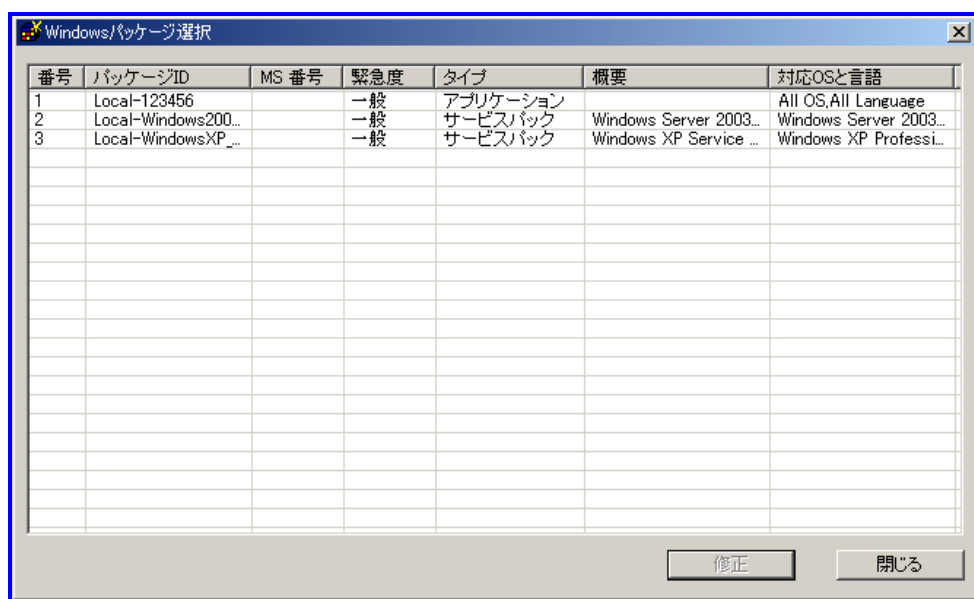 Windowsパッケージ選択
番号 パッケージID MS 番号 緊急度 タイプ 概要 対応OSと言語
1 Local-123456 一般 アプリケーション All OS,All Language
2 Local-Windows200... 一般 サービスパック Windows Server 2003... Windows Server 2003...
3 Local-WindowsXP_... 一般 サービスパック Windows XP Service ... Windows XP Professi...
修正 閉じる